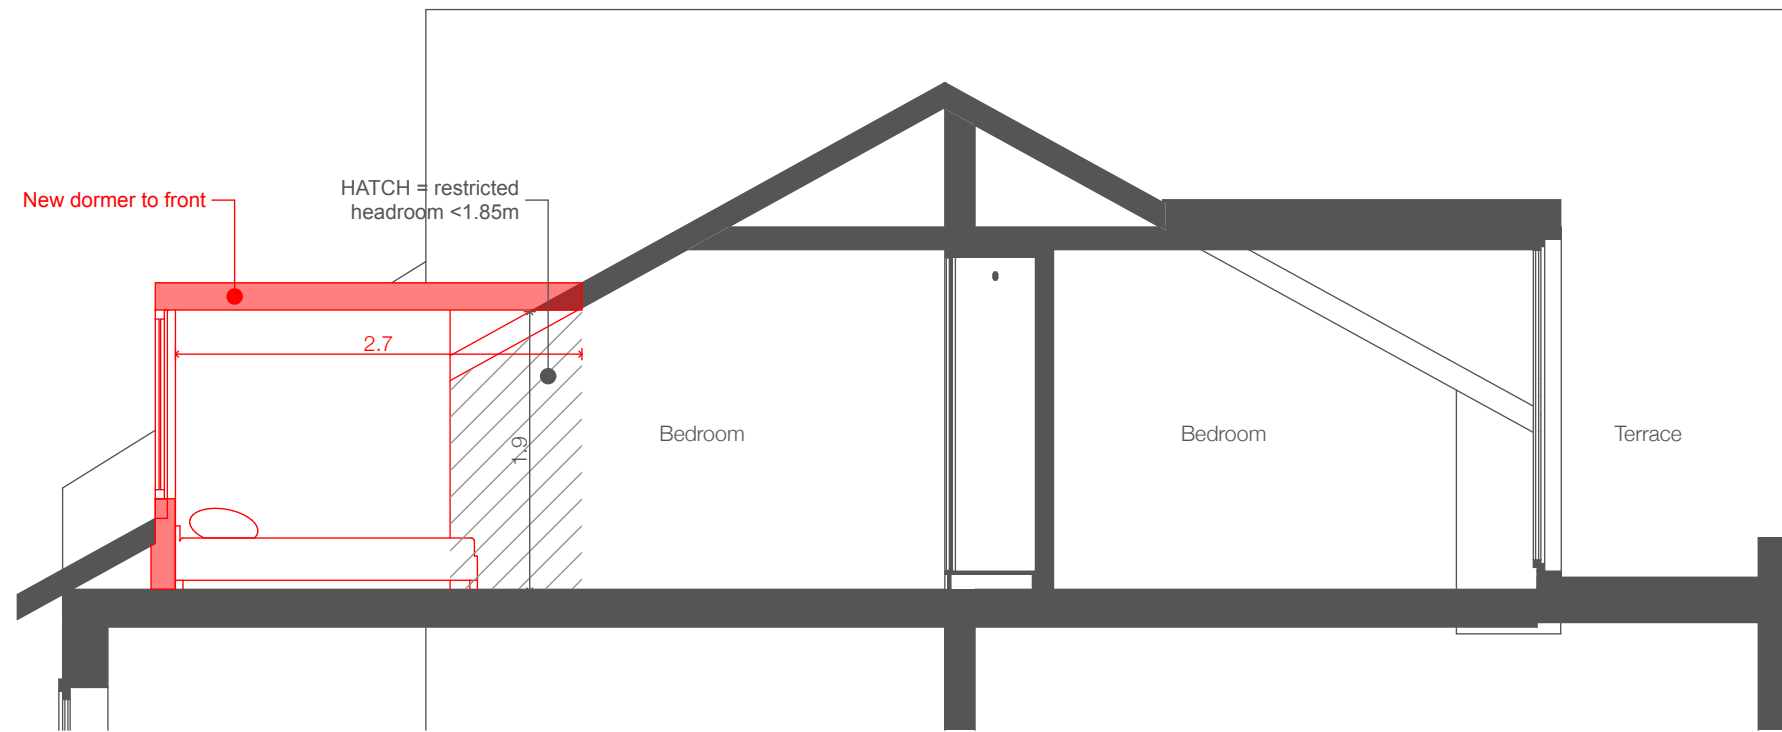 New dormer to front
HATCH = restricted
headroom <1.85m
2.7
1.9
Bedroom
Bedroom
Terrace